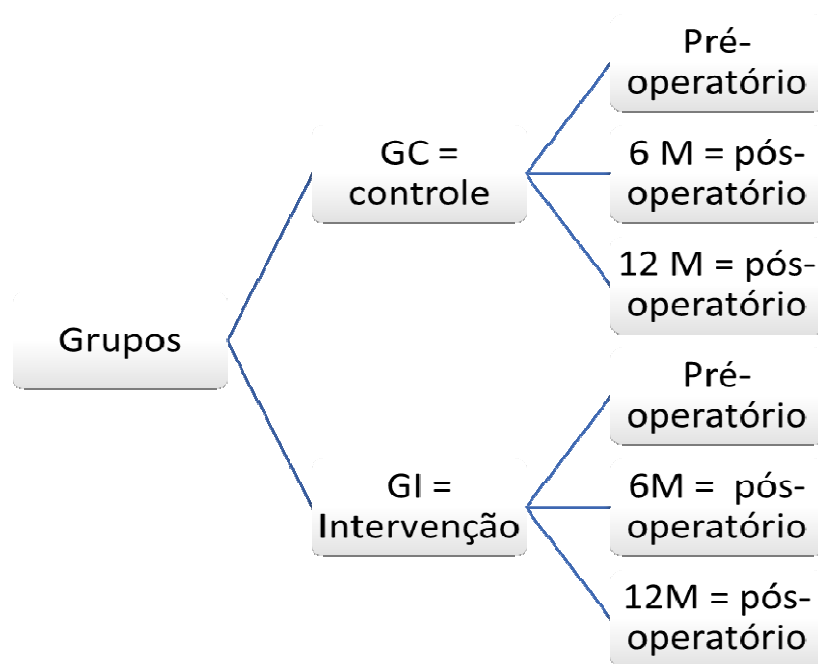 Pré-
operatório
GC =
controle
6 M = pós-
operatório
12 M = pós-
operatório
Grupos
Pré-
operatório
GI =
Intervenção
6M =  pós-
operatório
12M = pós-
operatório